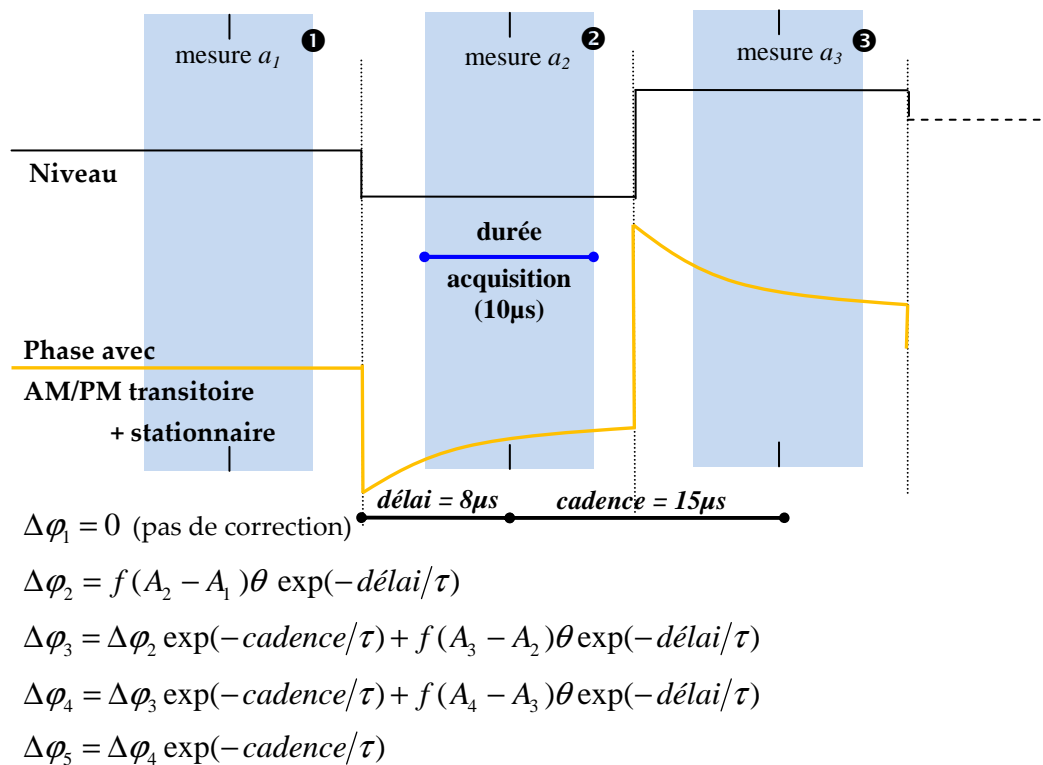 mesure a₁ ❶
mesure a₂ ❷
mesure a₃ ❸
Niveau
durée
acquisition
(10µs)
Phase avec
AM/PM transitoire
+ stationnaire
délai = 8µs
cadence = 15µs
Δφ₁ = 0 (pas de correction)
Δφ₂ = f(A₂ − A₁)θ exp(−délai/τ)
Δφ₃ = Δφ₂ exp(−cadence/τ) + f(A₃ − A₂)θ exp(−délai/τ)
Δφ₄ = Δφ₃ exp(−cadence/τ) + f(A₄ − A₃)θ exp(−délai/τ)
Δφ₅ = Δφ₄ exp(−cadence/τ)